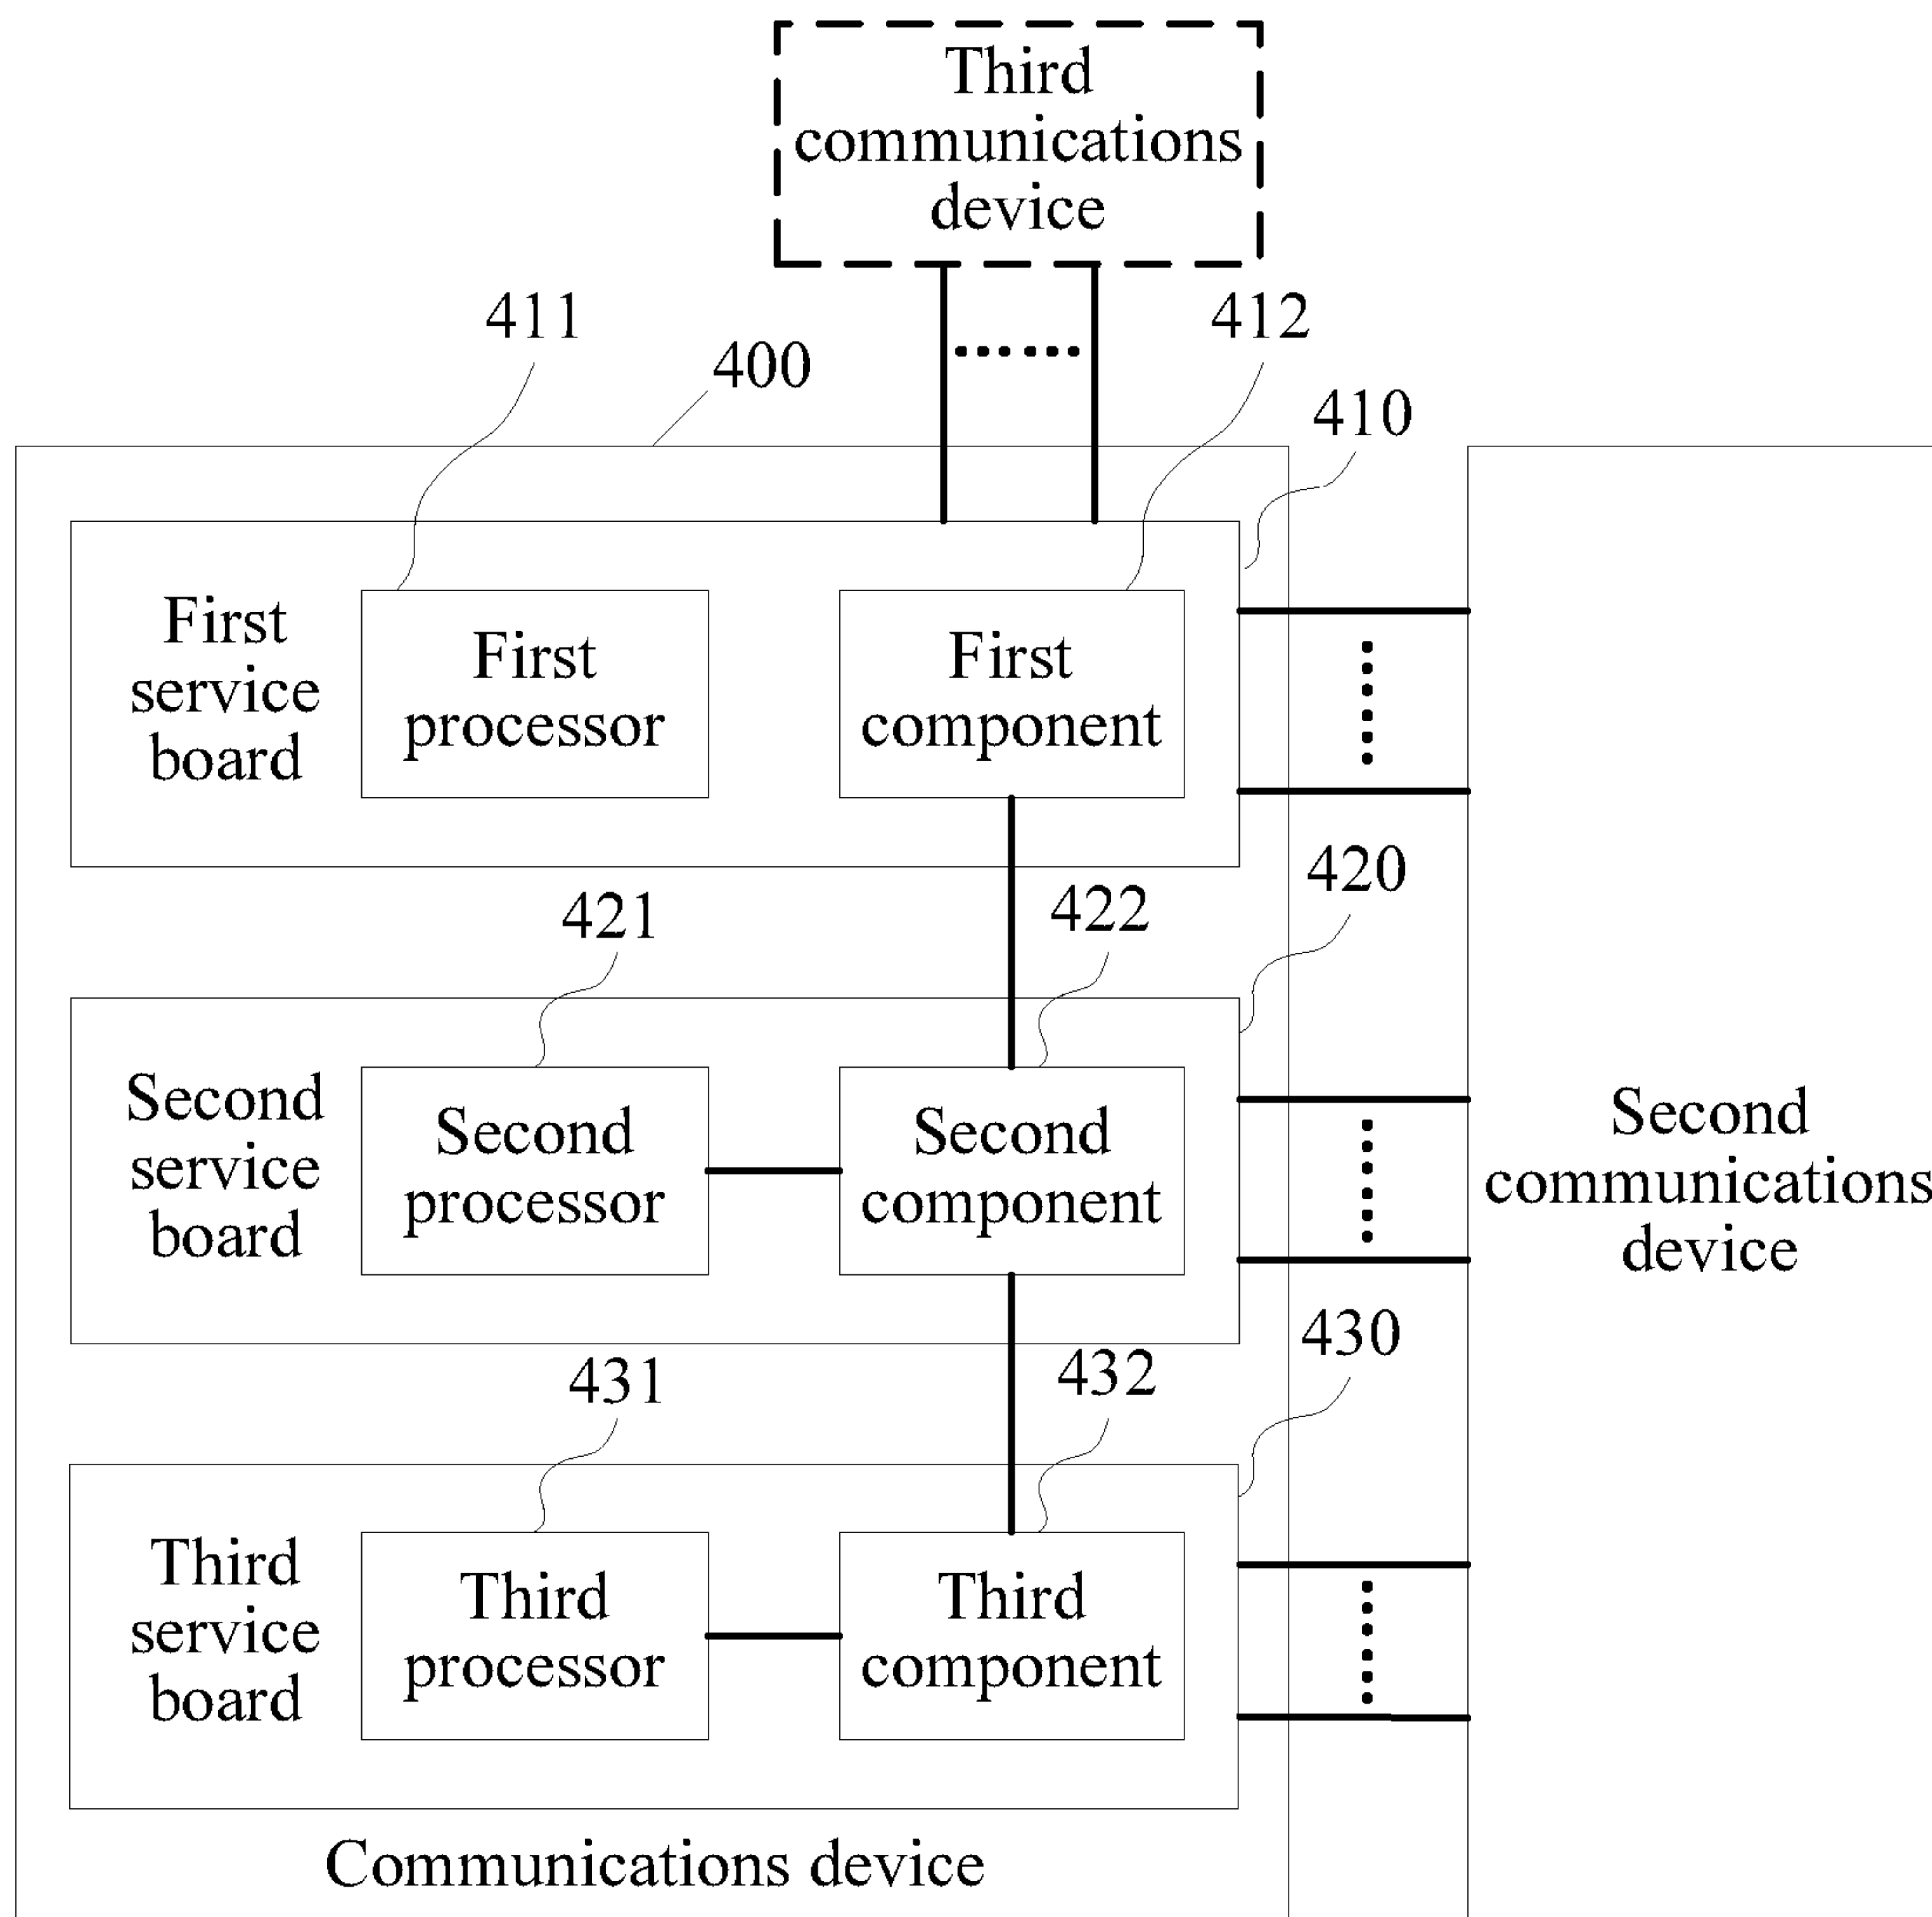 Third
communications
device
411
412
400
410
First
service
board
First
processor
First
component
420
421
422
Second
service
board
Second
processor
Second
component
Second
communications
device
430
431
432
Third
service
board
Third
processor
Third
component
Communications device